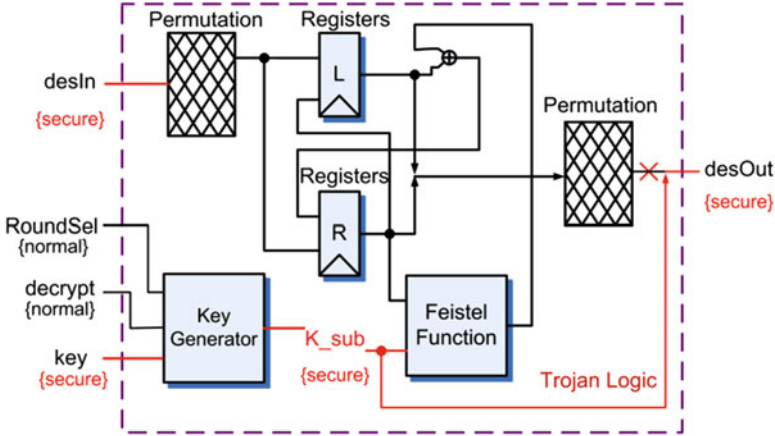 Permutation
Registers
L
desIn
{secure}
Permutation
desOut
{secure}
Registers
R
RoundSel
{normal}
decrypt
{normal}
key
{secure}
Key
Generator
K_sub
{secure}
Feistel
Function
Trojan Logic